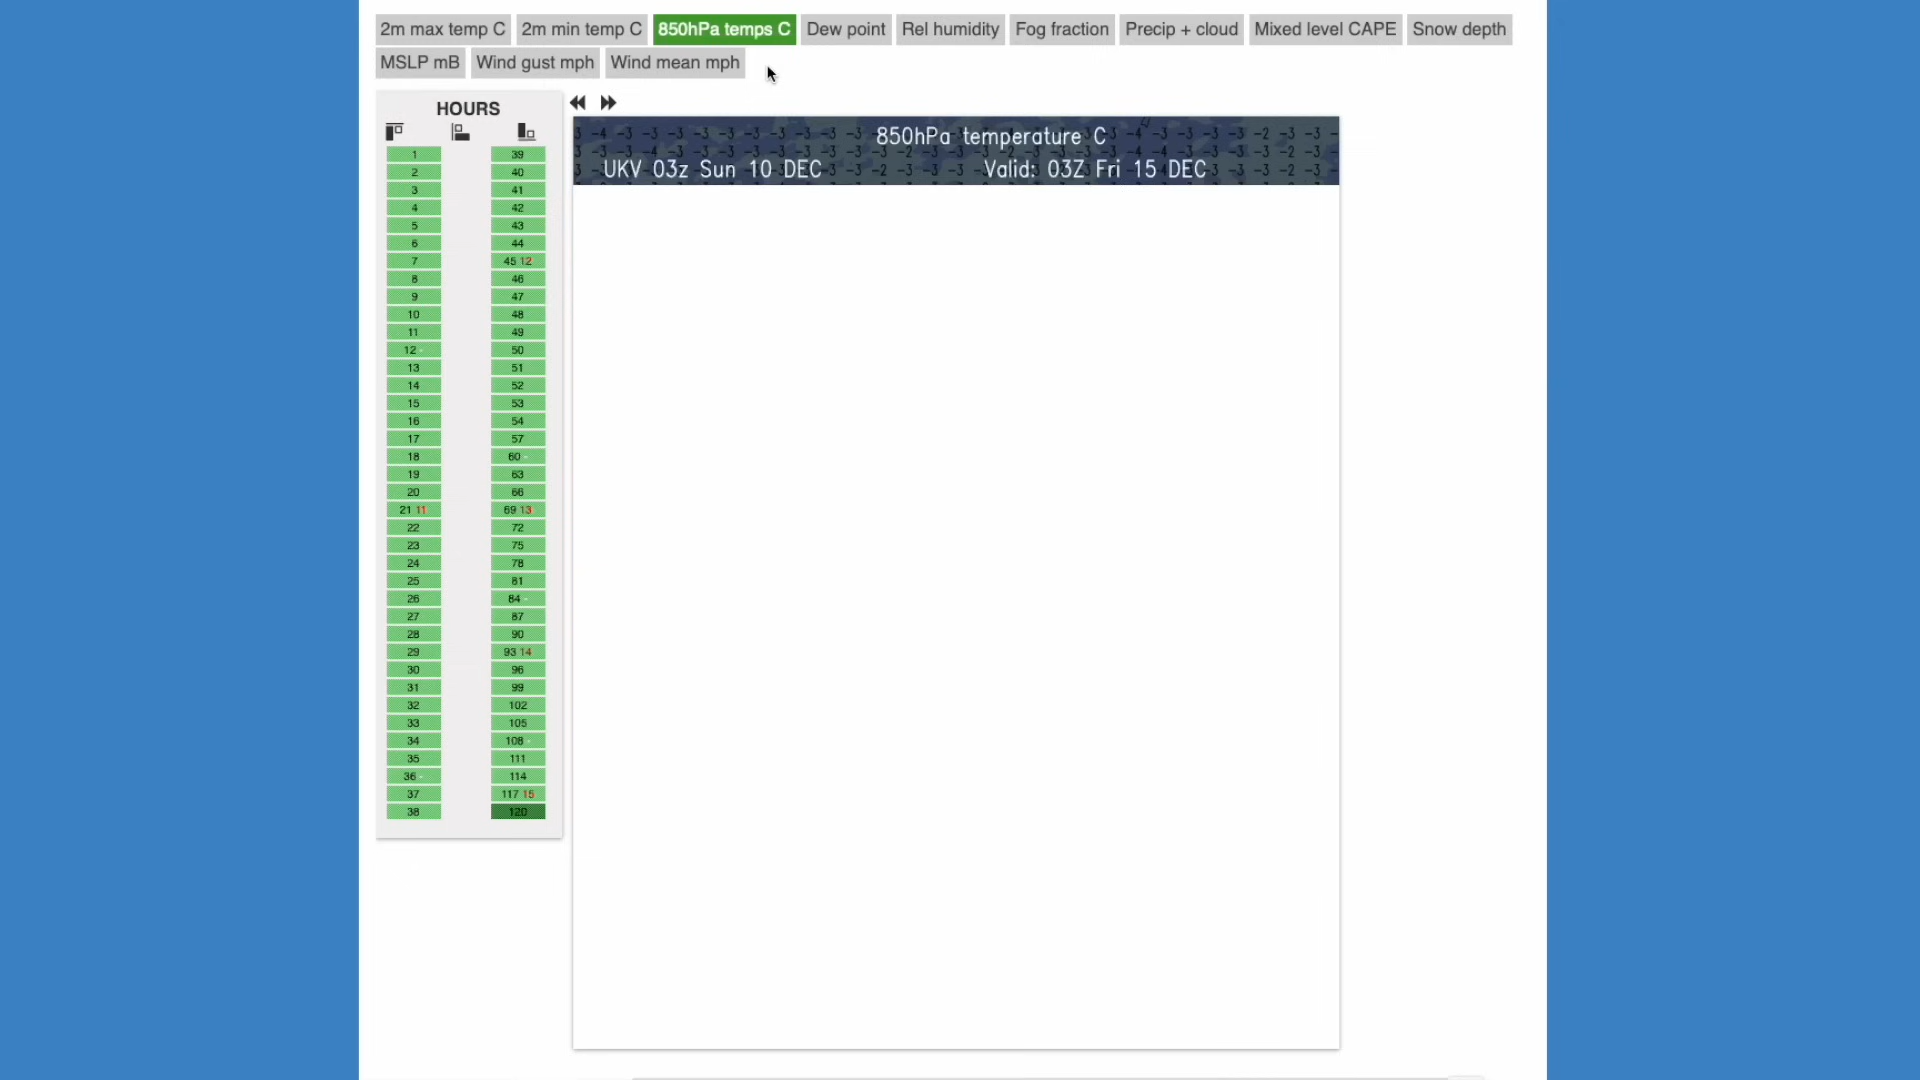 2m max temp C 2m min temp C 850hPa temps C Dew point Rel humidity Fog fraction Precip + cloud Mixed level CAPE Snow depth
MSLP mB Wind gust mph Wind mean mph
HOURS
1 39
2 40
3 41
4 42
5 43
6 44
7 45 12
8 46
9 47
10 48
11 49
12 - 50
13 51
14 52
15 53
16 54
17 57
18 60 -
19 63
20 66
21 11 69 13
22 72
23 75
24 78
25 81
26 84 -
27 87
28 90
29 93 14
30 96
31 99
32 102
33 105
34 108 -
35 111
36 - 114
37 117 15
38 120
850hPa temperature C
UKV 03z Sun 10 DEC Valid: 03Z Fri 15 DEC